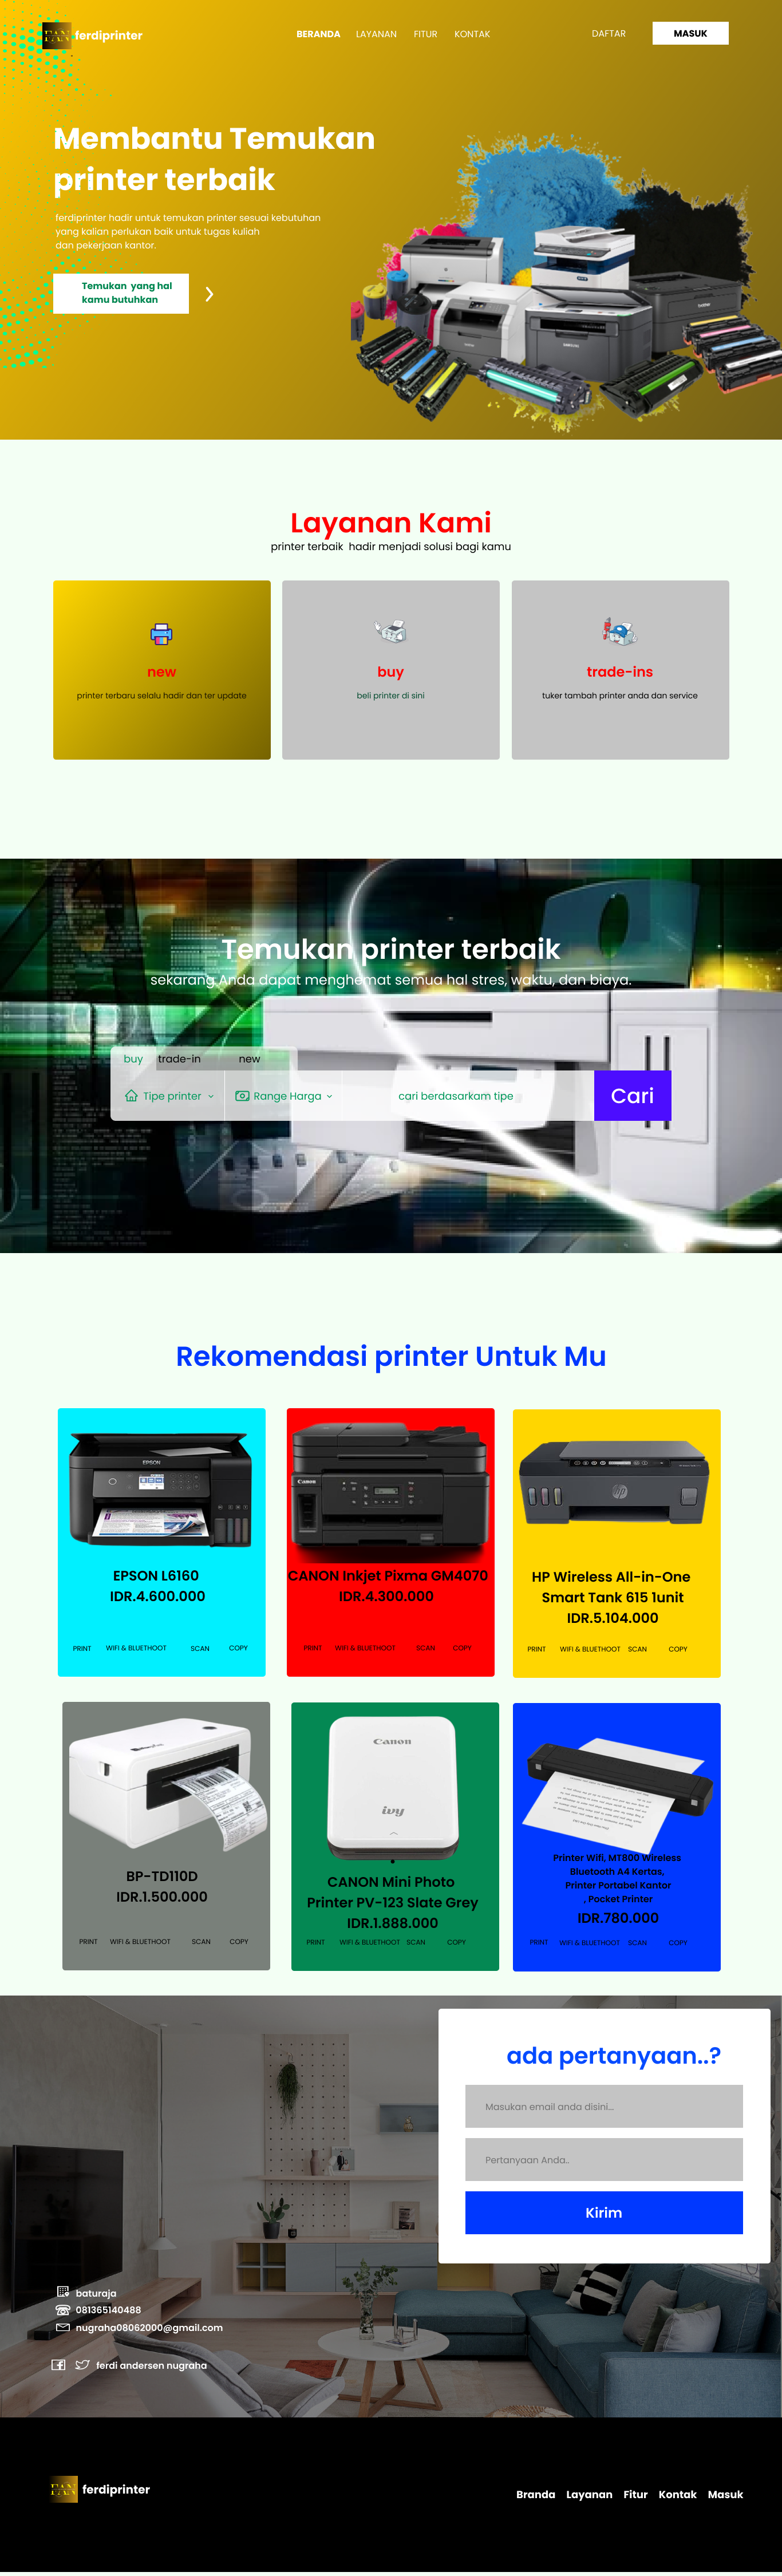 FAN ferdiprinter
BERANDA LAYANAN FITUR KONTAK
DAFTAR
MASUK
Membantu Temukan
printer terbaik
ferdiprinter hadir untuk temukan printer sesuai kebutuhan
yang kalian perlukan baik untuk tugas kuliah
dan pekerjaan kantor.
Temukan yang hal
kamu butuhkan
Layanan Kami
printer terbaik hadir menjadi solusi bagi kamu
new
printer terbaru selalu hadir dan ter update
buy
beli printer di sini
trade-ins
tuker tambah printer anda dan service
Temukan printer terbaik
sekarang Anda dapat menghemat semua hal stres, waktu, dan biaya.
buy trade-in new
Tipe printer
Range Harga
cari berdasarkam tipe
Cari
Rekomendasi printer Untuk Mu
EPSON
EPSON L6160
IDR.4.600.000
PRINT WIFI & BLUETHOOT SCAN COPY
Canon
CANON Inkjet Pixma GM4070
IDR.4.300.000
PRINT WIFI & BLUETHOOT SCAN COPY
hp
HP Wireless All-in-One
Smart Tank 615 1unit
IDR.5.104.000
PRINT WIFI & BLUETHOOT SCAN COPY
BP-TD110D
IDR.1.500.000
PRINT WIFI & BLUETHOOT SCAN COPY
Canon
ivy
CANON Mini Photo
Printer PV-123 Slate Grey
IDR.1.888.000
PRINT WIFI & BLUETHOOT SCAN COPY
Printer Wifi, MT800 Wireless
Bluetooth A4 Kertas,
Printer Portabel Kantor
, Pocket Printer
IDR.780.000
PRINT WIFI & BLUETHOOT SCAN COPY
ada pertanyaan..?
Masukan email anda disini...
Pertanyaan Anda..
Kirim
baturaja
081365140488
nugraha08062000@gmail.com
ferdi andersen nugraha
FAN ferdiprinter
Branda Layanan Fitur Kontak Masuk